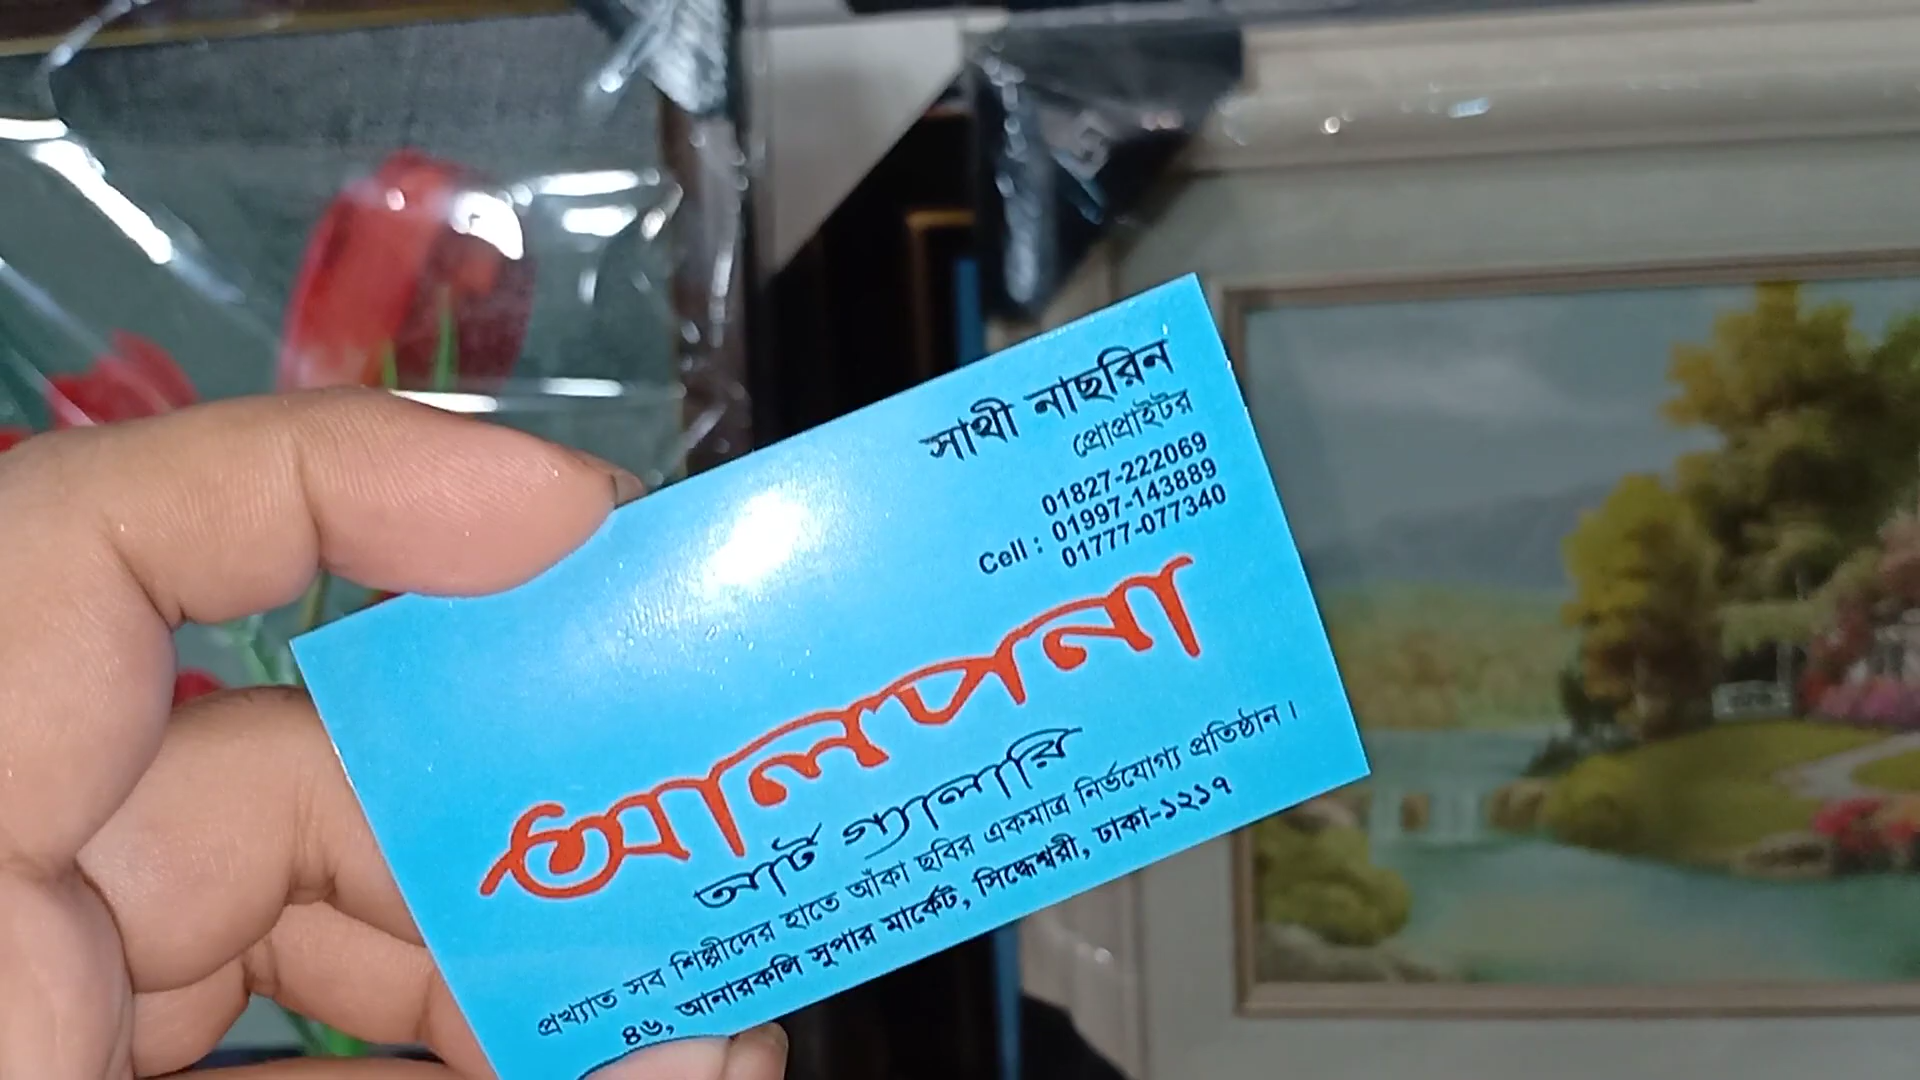 সাথী নাছরিন
প্রোপ্রাইটর
01827-222069
Cell : 01997-143889
01777-077340
আলপনা
আর্ট গ্যালারি
প্রখ্যাত সব শিল্পীদের হাতে আঁকা ছবির একমাত্র নির্ভযোগ্য প্রতিষ্ঠান।
৪৬, আনারকলি সুপার মার্কেট, সিদ্ধেশ্বরী, ঢাকা-১২১৭